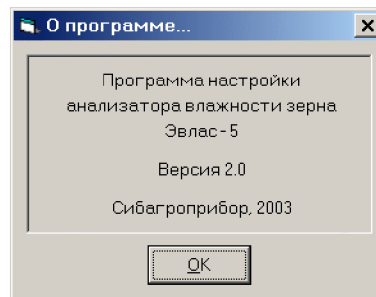 О программе...
Программа настройки
анализатора влажности зерна
Эвлас - 5
Версия 2.0
Сибагроприбор, 2003
OK